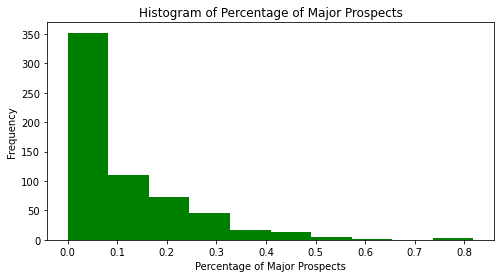 Histogram of Percentage of Major Prospects
Frequency
350
300
250
200
150
100
50
0
0.0 0.1 0.2 0.3 0.4 0.5 0.6 0.7 0.8
Percentage of Major Prospects